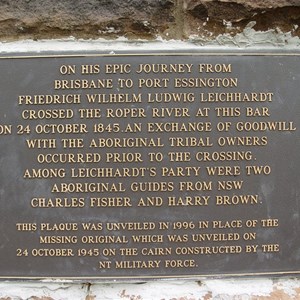 ON HIS EPIC JOURNEY FROM
BRISBANE TO PORT ESSINGTON
FRIEDRICH WILHELM LUDWIG LEICHHARDT
CROSSED THE ROPER RIVER AT THIS BAR
ON 24 OCTOBER 1845. AN EXCHANGE OF GOODWILL
WITH THE ABORIGINAL TRIBAL OWNERS
OCCURRED PRIOR TO THE CROSSING.
AMONG LEICHHARDT'S PARTY WERE TWO
ABORIGINAL GUIDES FROM NSW
CHARLES FISHER AND HARRY BROWN.
THIS PLAQUE WAS UNVEILED IN 1996 IN PLACE OF THE
MISSING ORIGINAL WHICH WAS UNVEILED ON
24 OCTOBER 1945 ON THE CAIRN CONSTRUCTED BY THE
NT MILITARY FORCE.